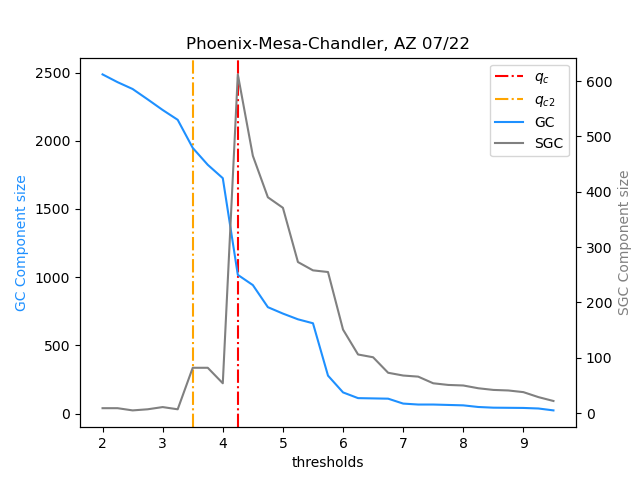 Phoenix-Mesa-Chandler, AZ 07/22
GC Component size
2500
2000
1500
1000
500
0
2 3 4 5 6 7 8 9
thresholds
600
500
400
300
200
100
0
SGC Component size
q_c
q_c2
GC
SGC